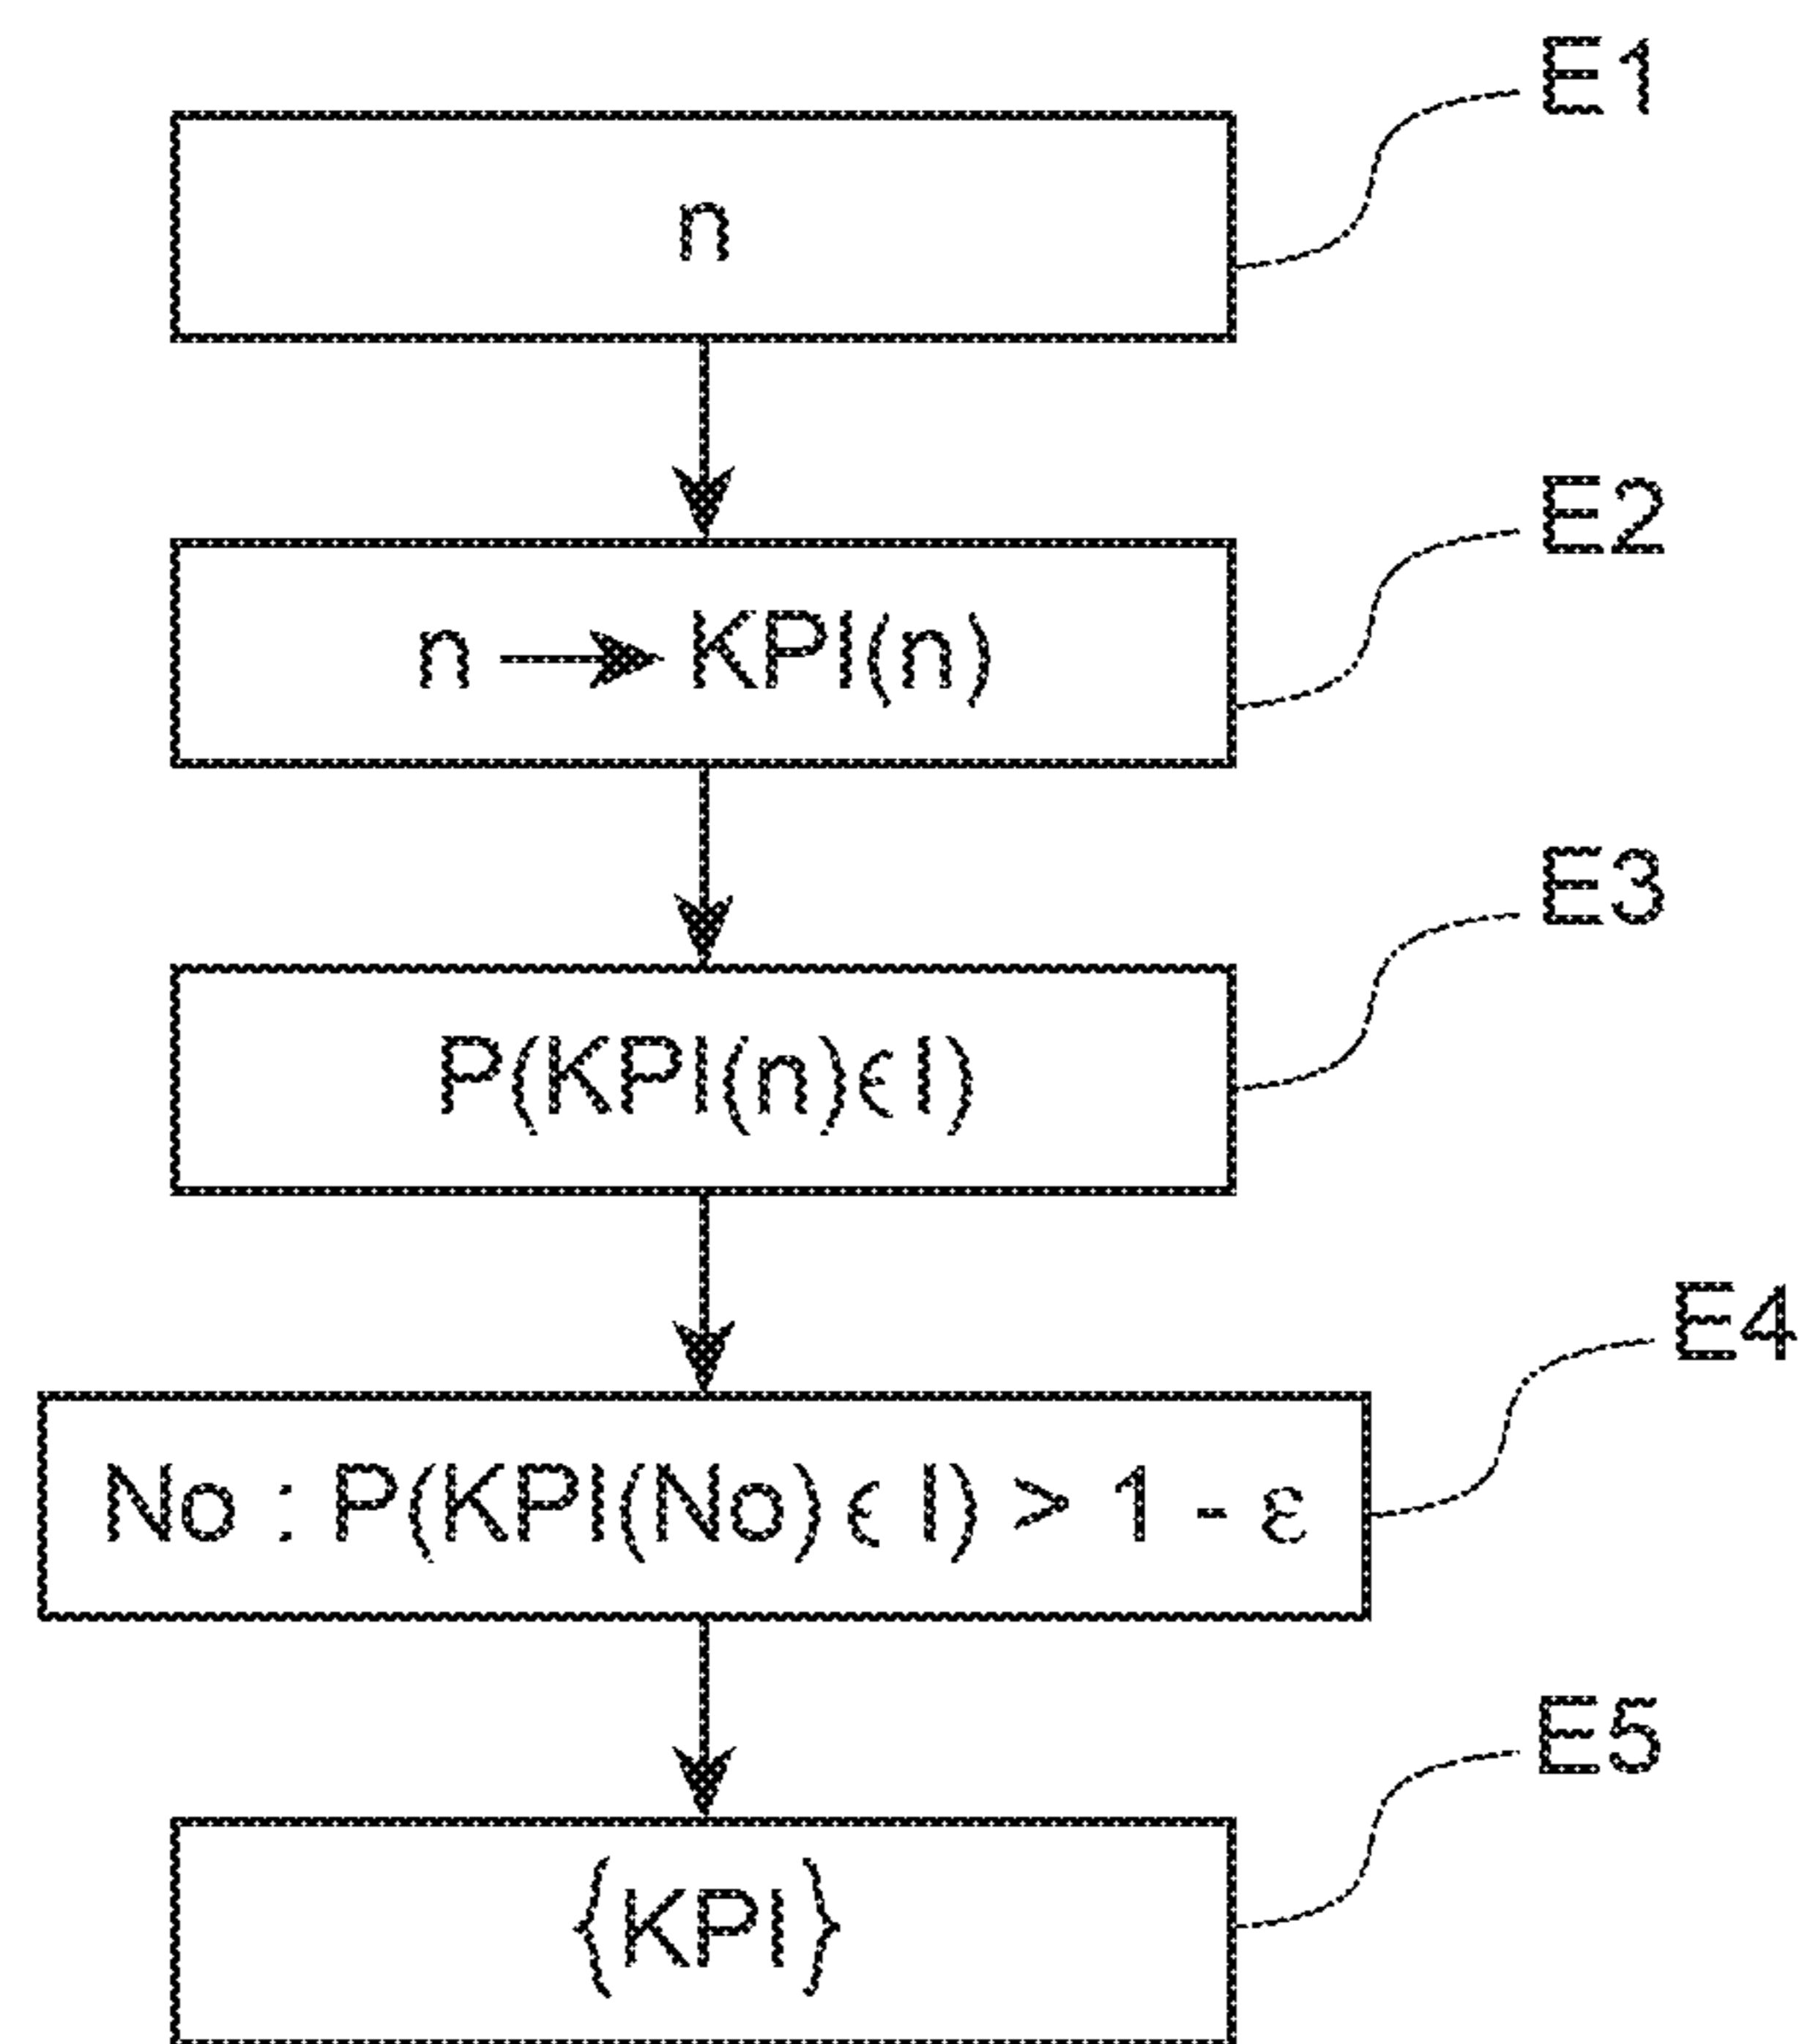 E1
n
E2
n → KPI(n)
E3
P(KPI(n)ϵ I)
E4
No : P(KPI(No)ϵ I) > 1 - ε
E5
{KPI}